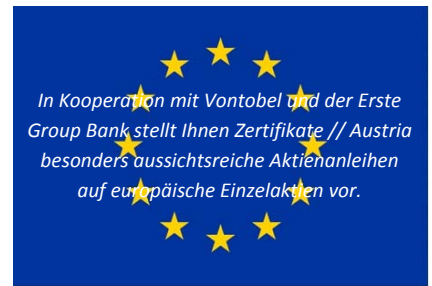 In Kooperation mit Vontobel und der Erste
Group Bank stellt Ihnen Zertifikate // Austria
besonders aussichtsreiche Aktienanleihen
auf europäische Einzelaktien vor.